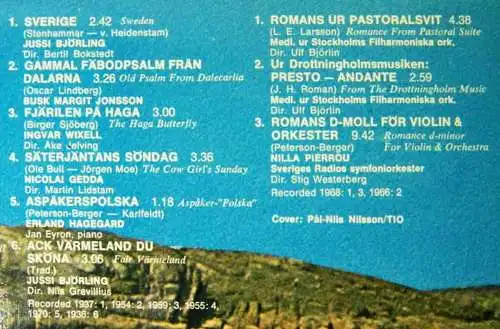 1. SVERIGE 2.42 Sweden
(Stenhammar — v. Heidenstam)
JUSSI BJÖRLING
Dir. Bertil Bokstedt
2. GAMMAL FÄBODPSALM FRÅN
DALARNA 3.26 Old Psalm From Dalecarlia
(Oscar Lindberg)
BUSK MARGIT JONSSON
3. FJÄRILEN PÅ HAGA 3.00
(Birger Sjöberg) The Haga Butterfly
INGVAR WIXELL
Dir. Åke Jelving
4. SÄTERJÄNTANS SÖNDAG 3.36
(Ole Bull — Jörgen Moe) The Cow Girl's Sunday
NICOLAI GEDDA
Dir. Martin Lidstam
5. ASPÅKERSPOLSKA 1.18 Aspåker-"Polska"
(Peterson-Berger — Karlfeldt)
ERLAND HAGEGARD
Jan Eyron, piano
6. ACK VÄRMELAND DU
SKÖNA 3.06 Fair Värmeland
(Trad.)
JUSSI BJÖRLING
Dir. Nils Grevillius
Recorded 1937: 1, 1954: 2, 1959: 3, 1955: 4,
1970: 5, 1936: 6
1. ROMANS UR PASTORALSVIT 4.38
(L. E. Larsson) Romance From Pastoral Suite
Medl. ur Stockholms Filharmoniska ork.
Dir. Ulf Björlin
2. Ur Drottningholmsmusiken:
PRESTO — ANDANTE 2.59
(J. H. Roman) From The Drottningholm Music
Medl. ur Stockholms Filharmoniska ork.
Dir. Ulf Björlin
3. ROMANS D-MOLL FÖR VIOLIN &
ORKESTER 9.42 Romance d-minor
(Peterson-Berger) For Violin & Orchestra
NILLA PIERROU
Sveriges Radios symfoniorkester
Dir. Stig Westerberg
Recorded 1968: 1, 3, 1966: 2
Cover: Pål-Nils Nilsson/TIO